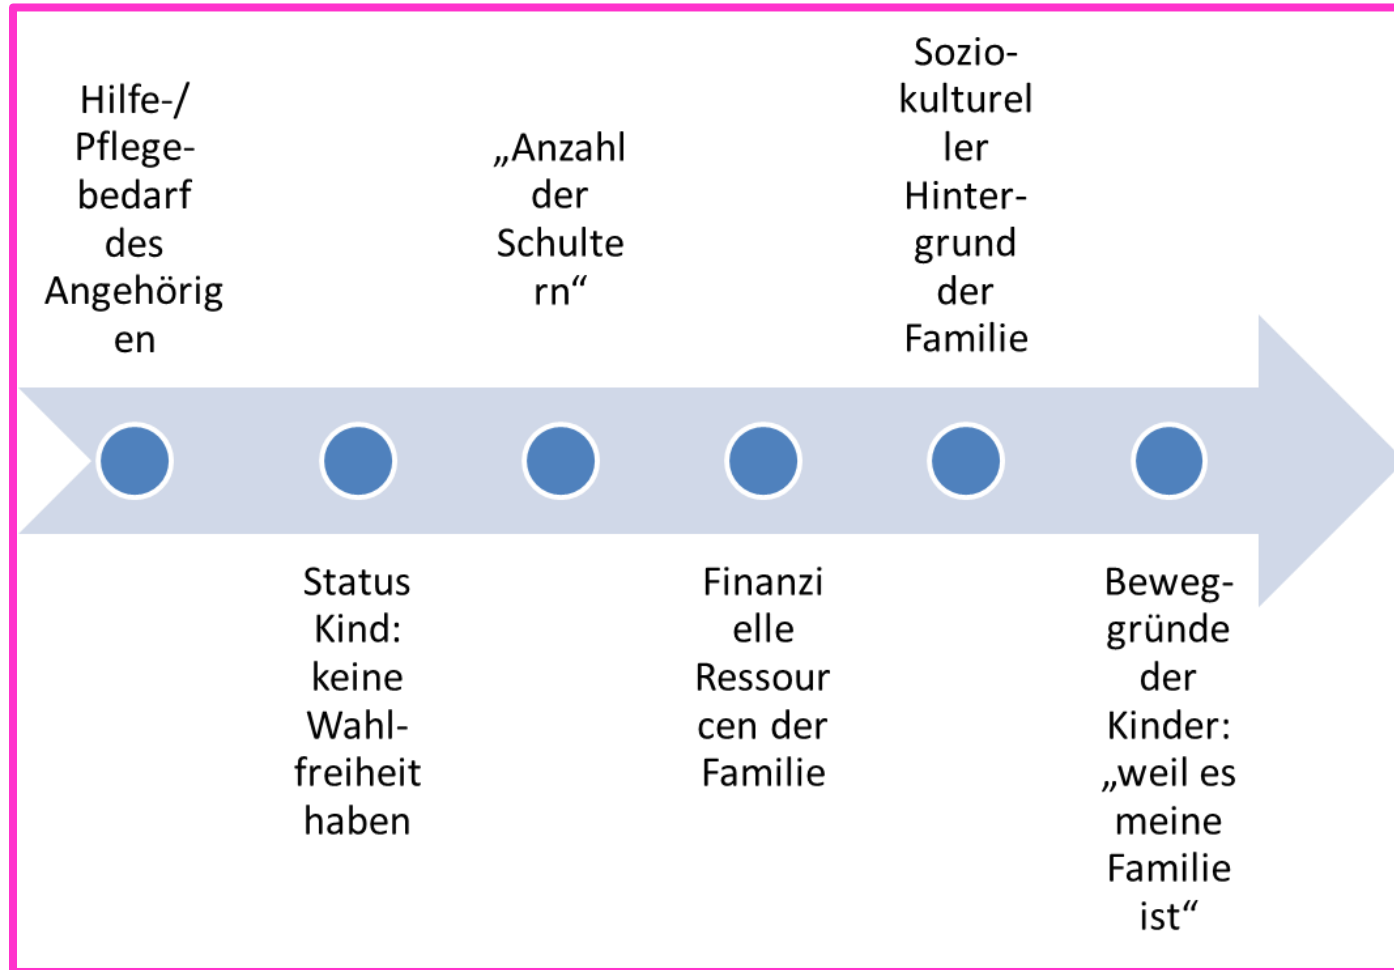 Hilfe-/
Pflege-
bedarf
des
Angehörig
en
Status
Kind:
keine
Wahl-
freiheit
haben
„Anzahl
der
Schulte
rn“
Finanzi
elle
Ressour
cen der
Familie
Sozio-
kulturel
ler
Hinter-
grund
der
Familie
Beweg-
gründe
der
Kinder:
„weil es
meine
Familie
ist“